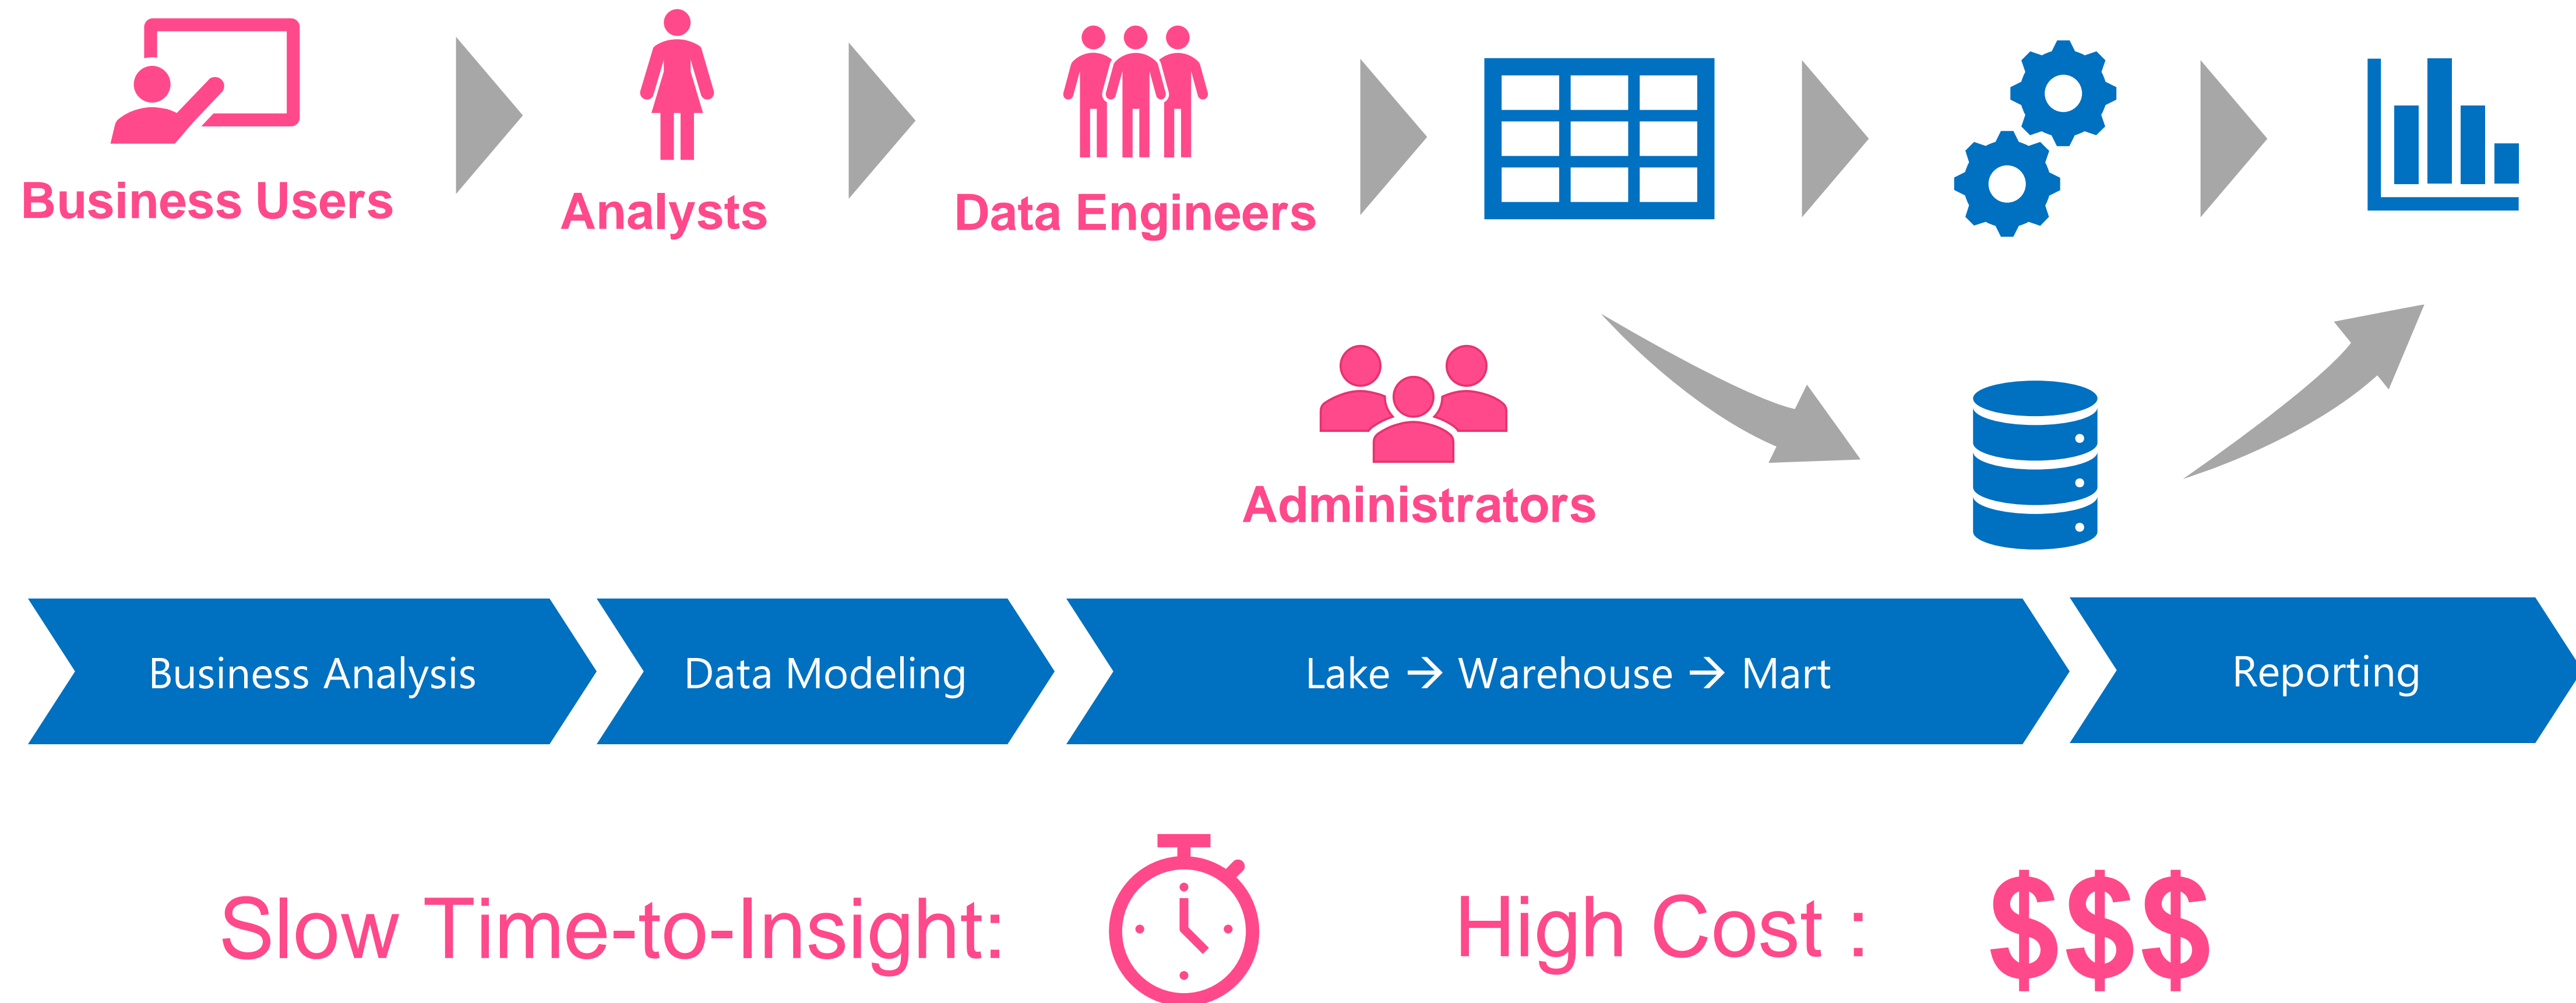 Business Users
Analysts
Data Engineers
Administrators
Business Analysis
Data Modeling
Lake → Warehouse → Mart
Reporting
Slow Time-to-Insight:
High Cost :
$$$